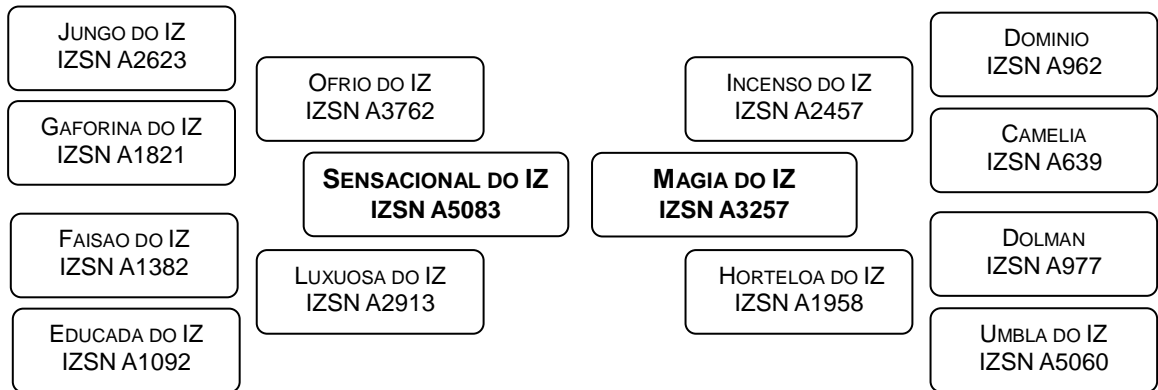 JUNGO DO IZ
IZSN A2623
GAFORINA DO IZ
IZSN A1821
FAISAO DO IZ
IZSN A1382
EDUCADA DO IZ
IZSN A1092
OFRIO DO IZ
IZSN A3762
LUXUOSA DO IZ
IZSN A2913
SENSACIONAL DO IZ
IZSN A5083
MAGIA DO IZ
IZSN A3257
INCENSO DO IZ
IZSN A2457
HORTELOA DO IZ
IZSN A1958
DOMINIO
IZSN A962
CAMELIA
IZSN A639
DOLMAN
IZSN A977
UMBLA DO IZ
IZSN A5060